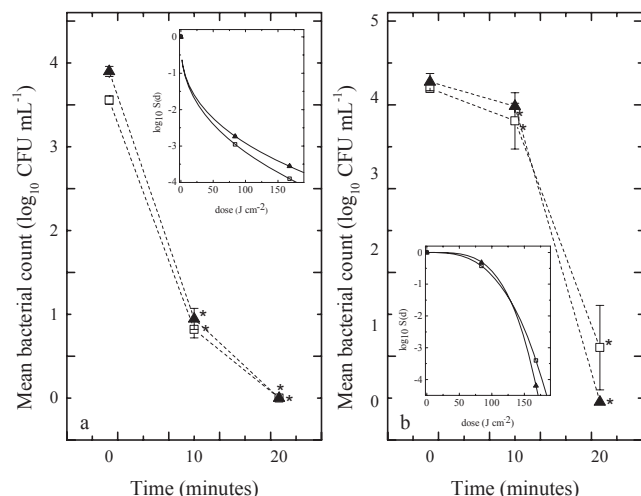 Mean bacterial count (log10 CFU mL-1)
4
3
2
1
0
a
0 10 20
Time (minutes)
* * * *
log10 S(d)
0
-1
-2
-3
-4
0 50 100 150
dose (J cm-2)
Mean bacterial count (log10 CFU mL-1)
5
4
3
2
1
0
b
0 10 20
Time (minutes)
* * * *
log10 S(d)
0
-1
-2
-3
-4
0 50 100 150
dose (J cm-2)